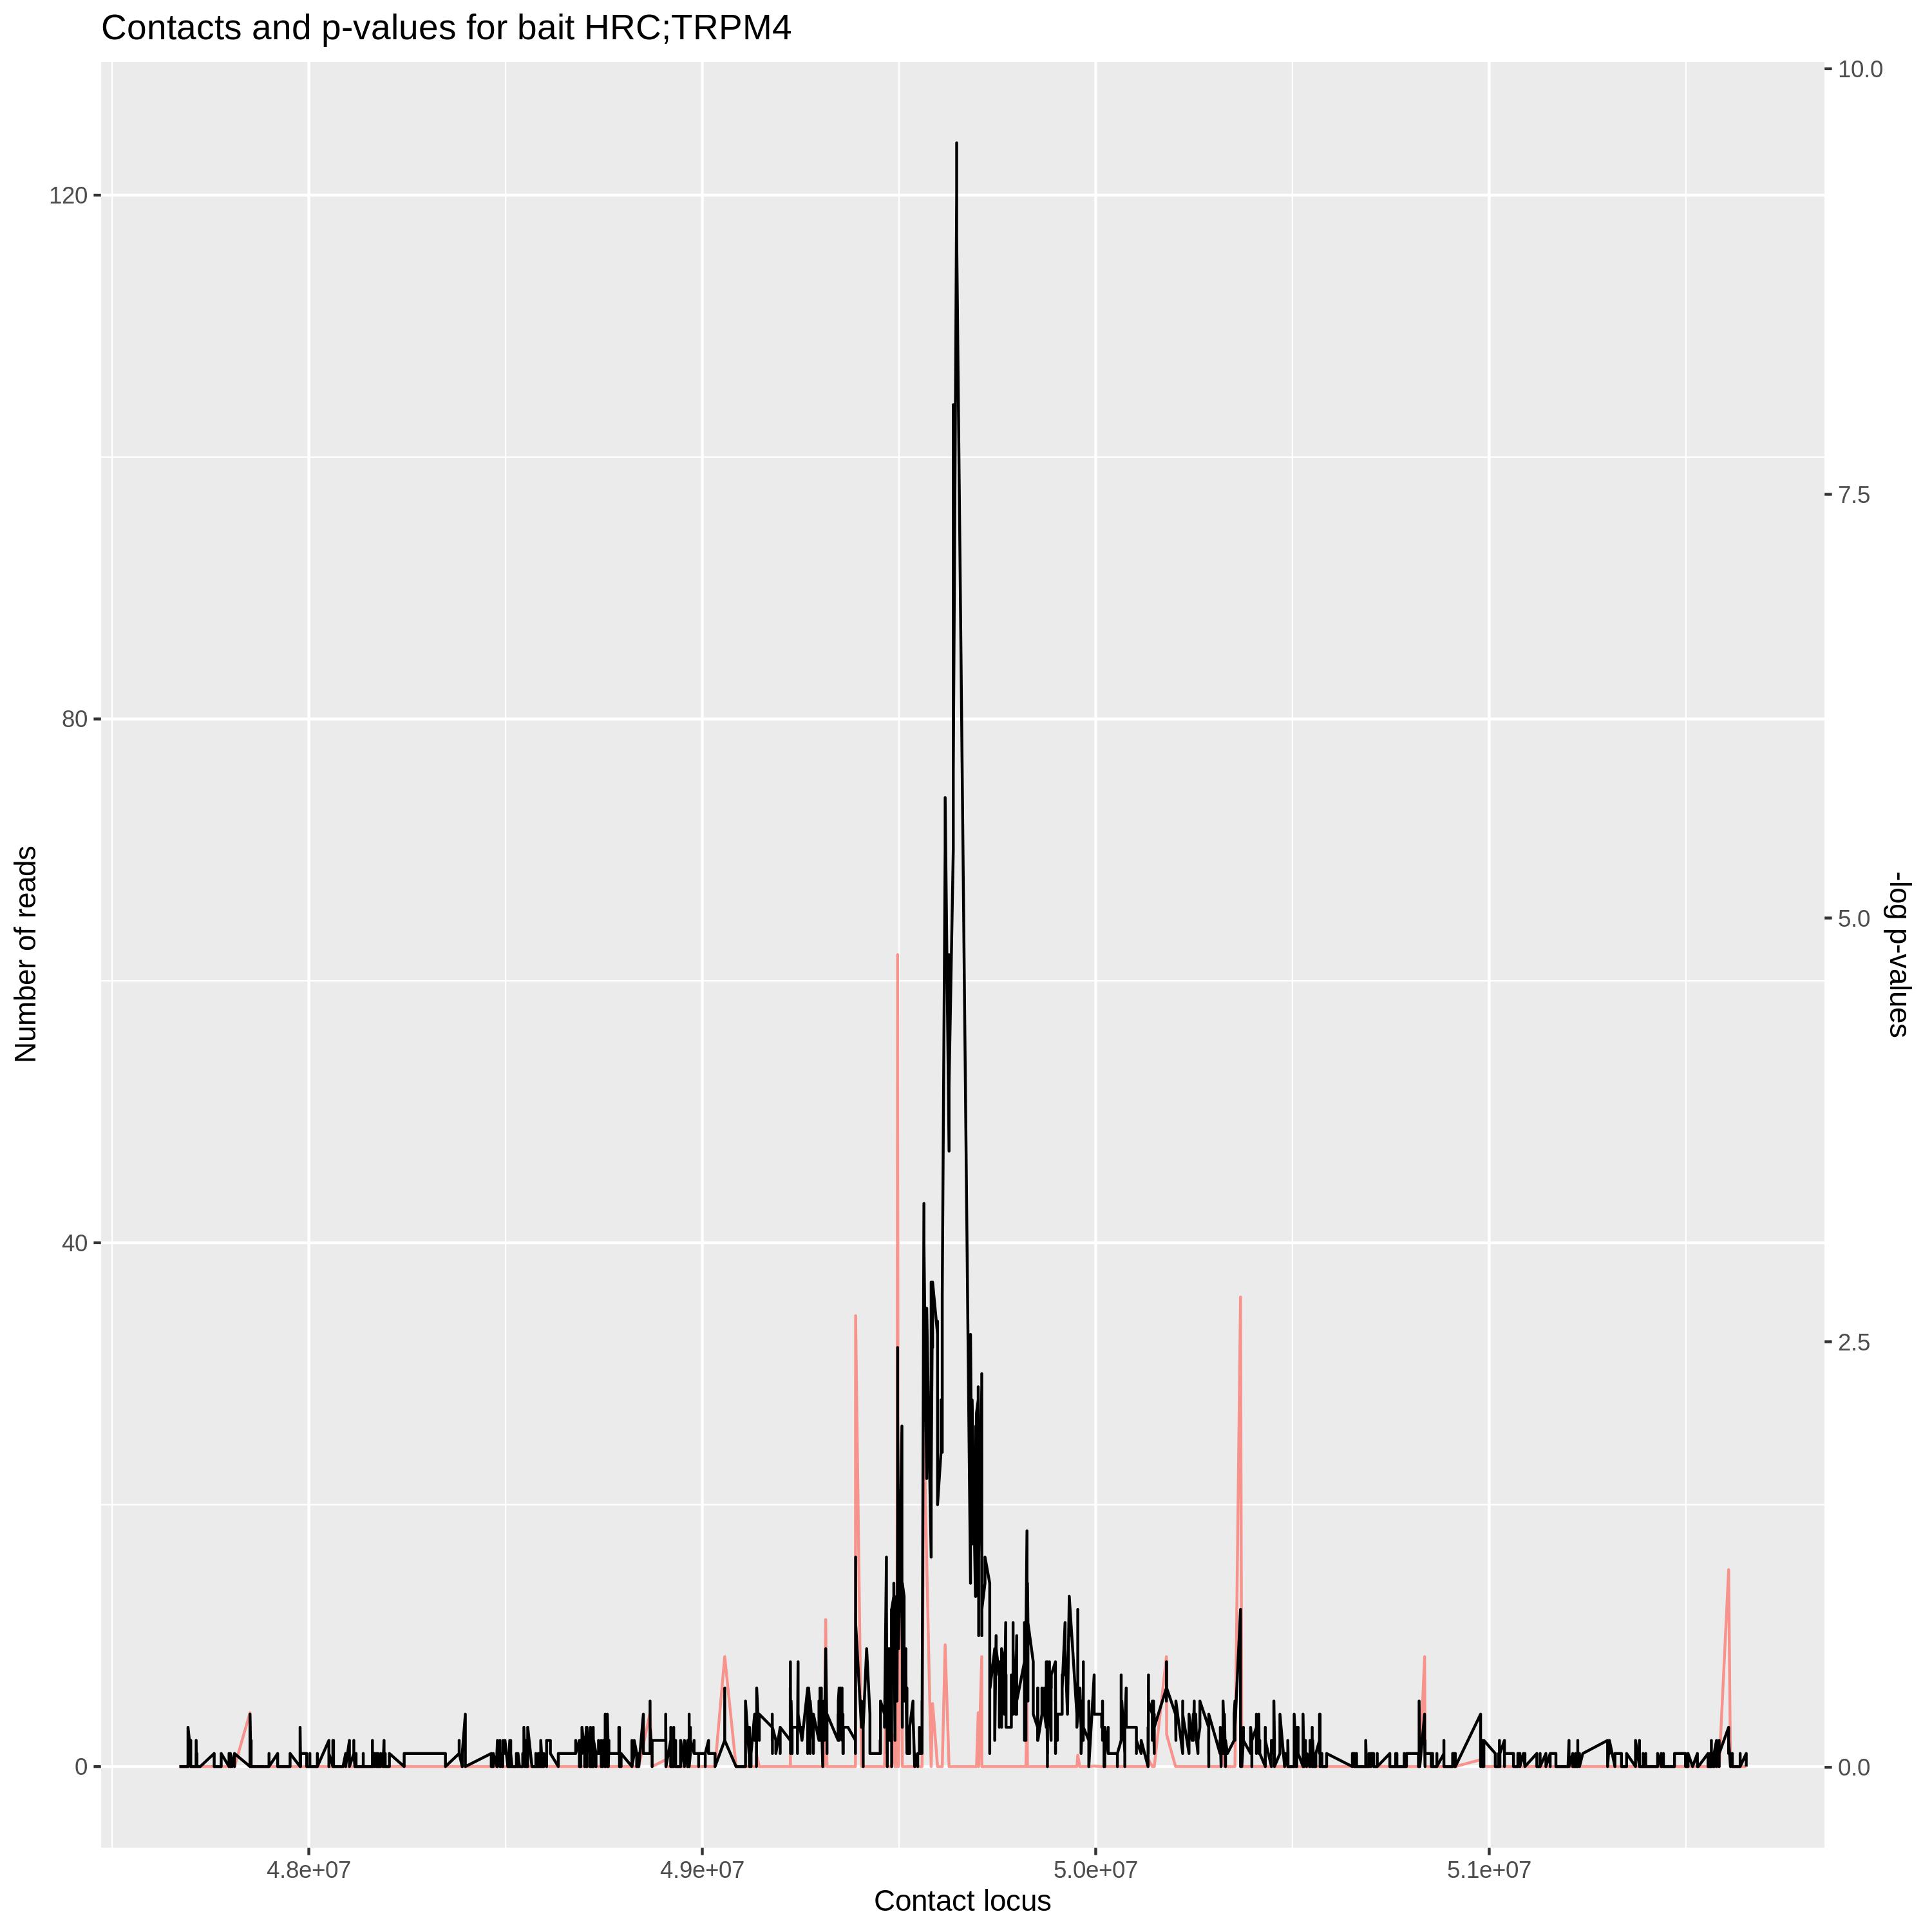 Contacts and p-values for bait HRC;TRPM4
10.0
120
7.5
80
5.0
Number of reads
-log p-values
40
2.5
0
0.0
4.8e+07
4.9e+07
5.0e+07
5.1e+07
Contact locus